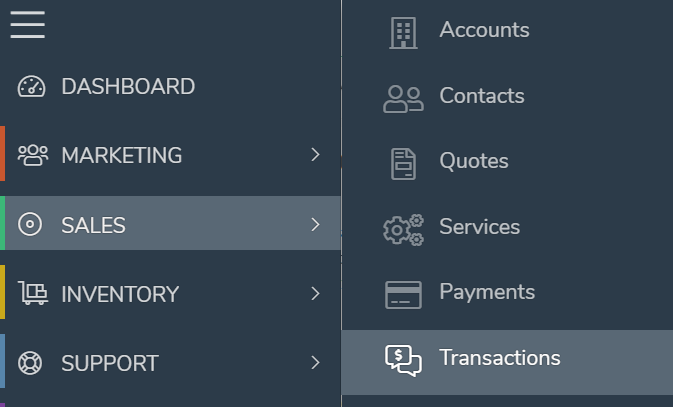 DASHBOARD
MARKETING
SALES
INVENTORY
SUPPORT
Accounts
Contacts
Quotes
Services
Payments
$
Transactions